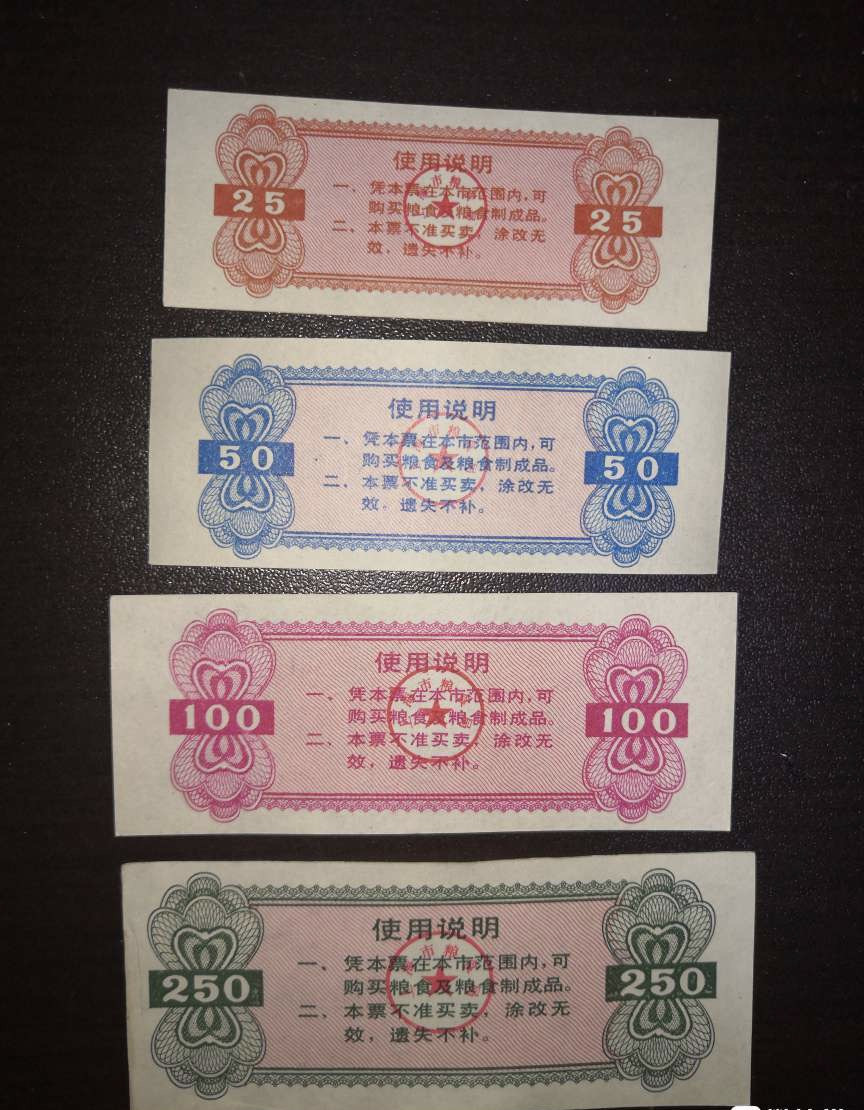 使用说明
一、凭本票在本市范围内,可
购买粮食及粮食制成品。
二、本票不准买卖,涂改无
效,遗失不补。
25
25
使用说明
一、凭本票在本市范围内,可
购买粮食及粮食制成品。
二、本票不准买卖,涂改无
效,遗失不补。
50
50
使用说明
一、凭本票在本市范围内,可
购买粮食及粮食制成品。
二、本票不准买卖,涂改无
效,遗失不补。
100
100
使用说明
一、凭本票在本市范围内,可
购买粮食及粮食制成品。
二、本票不准买卖,涂改无
效,遗失不补。
250
250